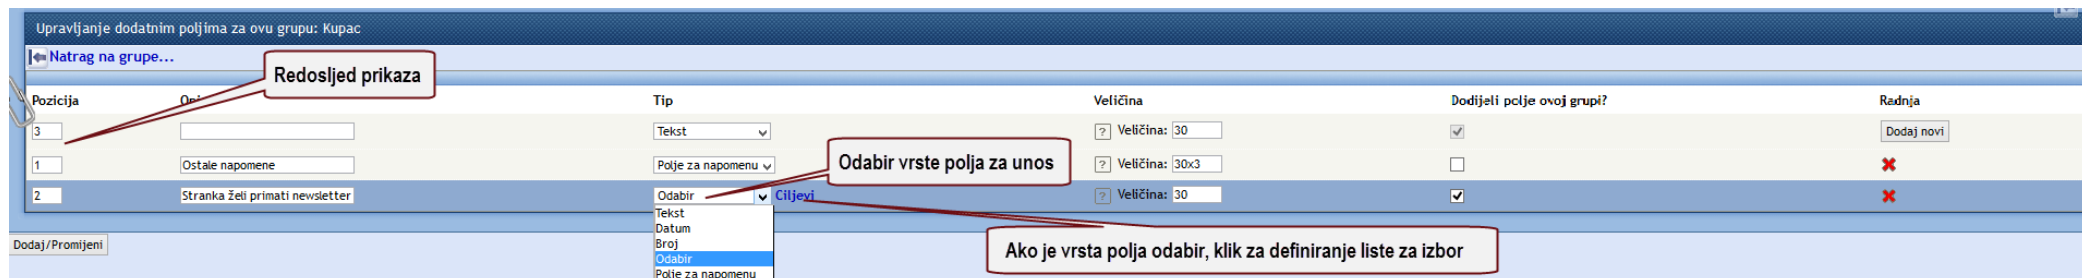 Upravljanje dodatnim poljima za ovu grupu: Kupac
Natrag na grupe...
Redosljed prikaza
Pozicija Tip Veličina Dodijeli polje ovoj grupi? Radnja
3 Tekst ? Veličina: 30 Dodaj novi
1 Ostale napomene Polje za napomenu ? Veličina: 30x3
Odabir vrste polja za unos
2 Stranka želi primati newsletter Odabir Ciljevi ? Veličina: 30
Tekst
Datum
Broj
Odabir
Polje za napomenu
Dodaj/Promijeni
Ako je vrsta polja odabir, klik za definiranje liste za izbor